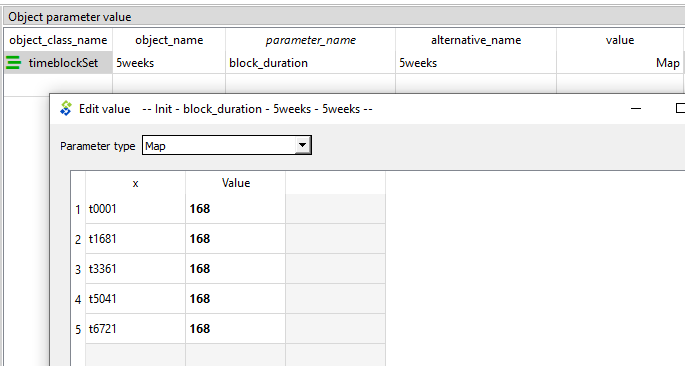 Object parameter value
object_class_name object_name parameter_name alternative_name value
timeblockSet 5weeks block_duration 5weeks Map
Edit value -- Init - block_duration - 5weeks - 5weeks --
Parameter type Map
x Value
1 t0001 168
2 t1681 168
3 t3361 168
4 t5041 168
5 t6721 168